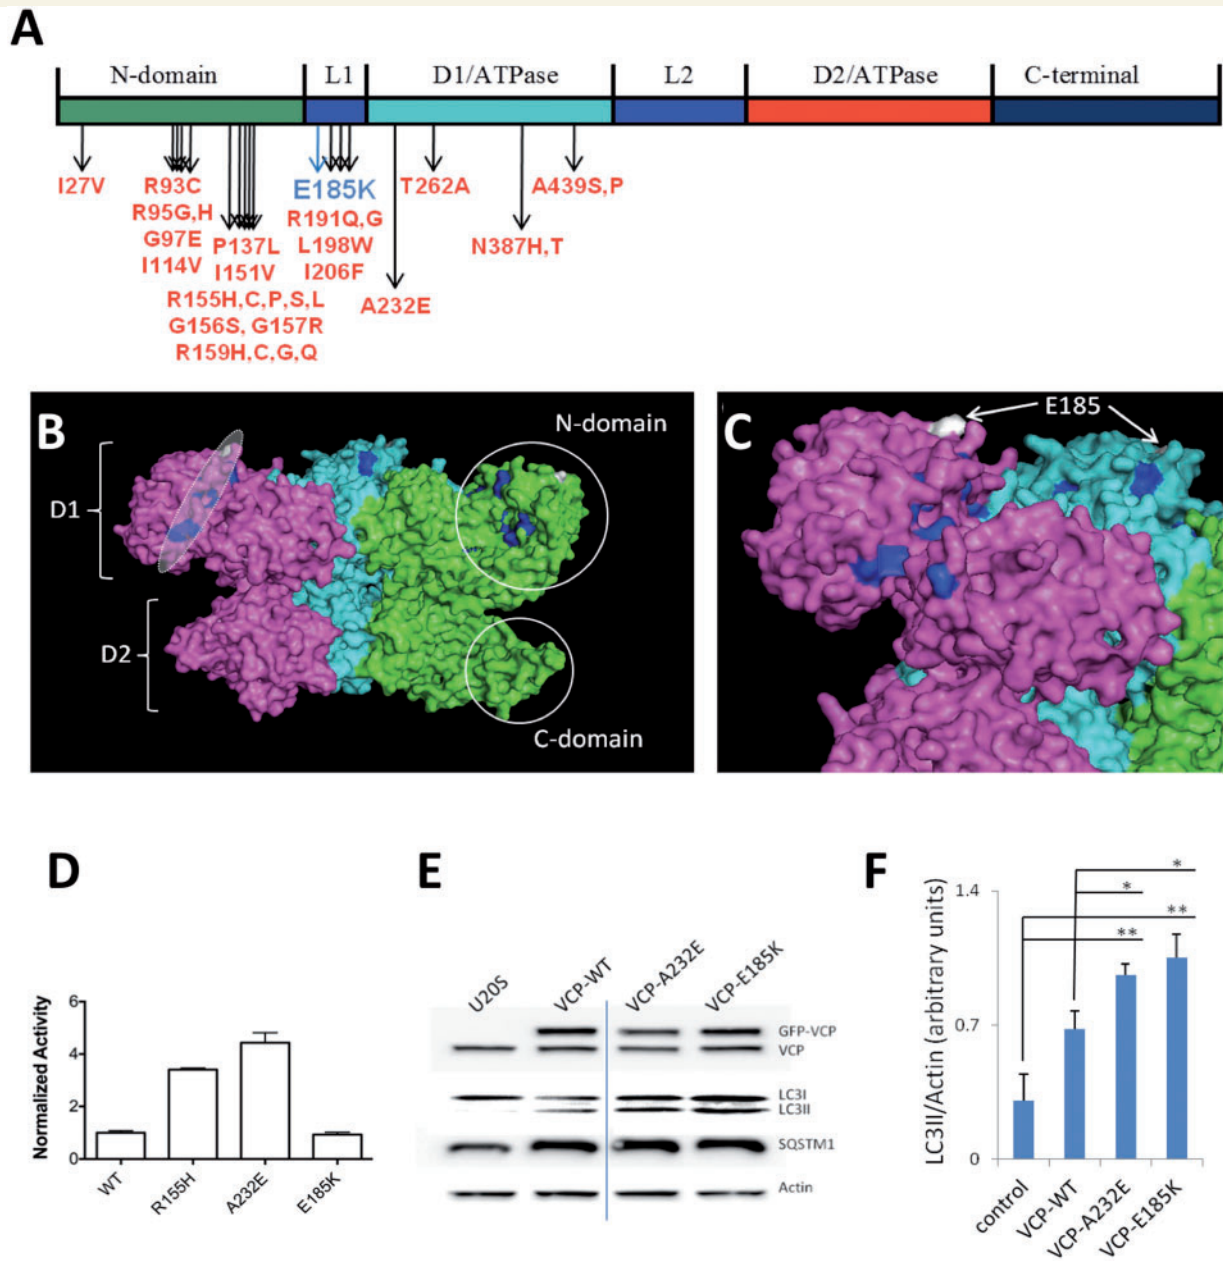 A
N-domain L1 D1/ATPase L2 D2/ATPase C-terminal
I27V R93C E185K T262A A439S,P
R95G,H R191Q,G
G97E P137L L198W N387H,T
I114V I151V I206F
R155H,C,P,S,L A232E
G156S, G157R
R159H,C,G,Q
B
N-domain
D1
D2
C-domain
C
E185
D
Normalized Activity
6
4
2
0
WT R155H A232E E185K
E
U20S VCP-WT VCP-A232E VCP-E185K
GFP-VCP
VCP
LC3I
LC3II
SQSTM1
Actin
F
LC3II/Actin (arbitrary units)
1.4
0.7
0
*
*
**
**
control VCP-WT VCP-A232E VCP-E185K